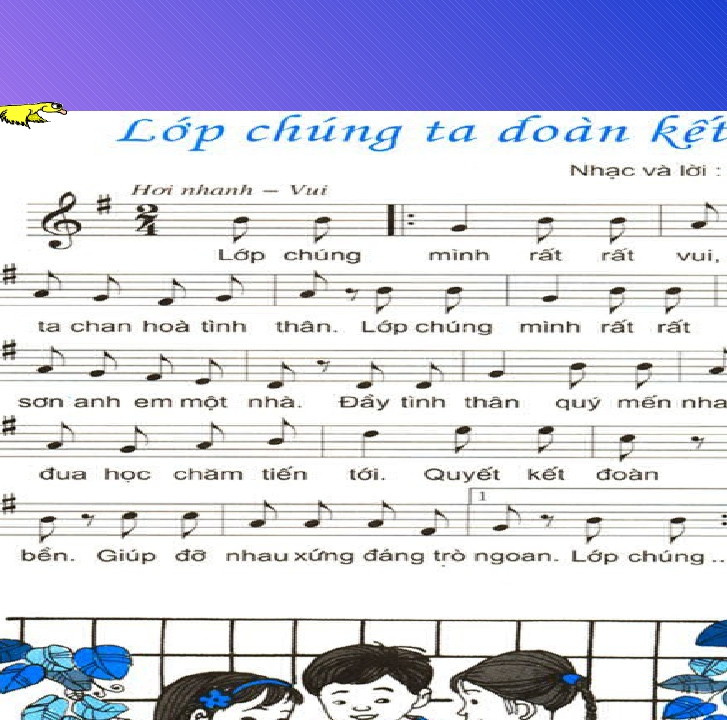 Lớp chúng ta đoàn kết
Nhạc và lời :
Hơi nhanh – Vui
2
4
Lớp chúng mình rất rất vui,
ta chan hoà tình thân. Lớp chúng mình rất rất
sơn anh em một nhà. Đầy tình thân quý mến nha
đua học chăm tiến tới. Quyết kết đoàn
1
bền. Giúp đỡ nhau xứng đáng trò ngoan. Lớp chúng ..